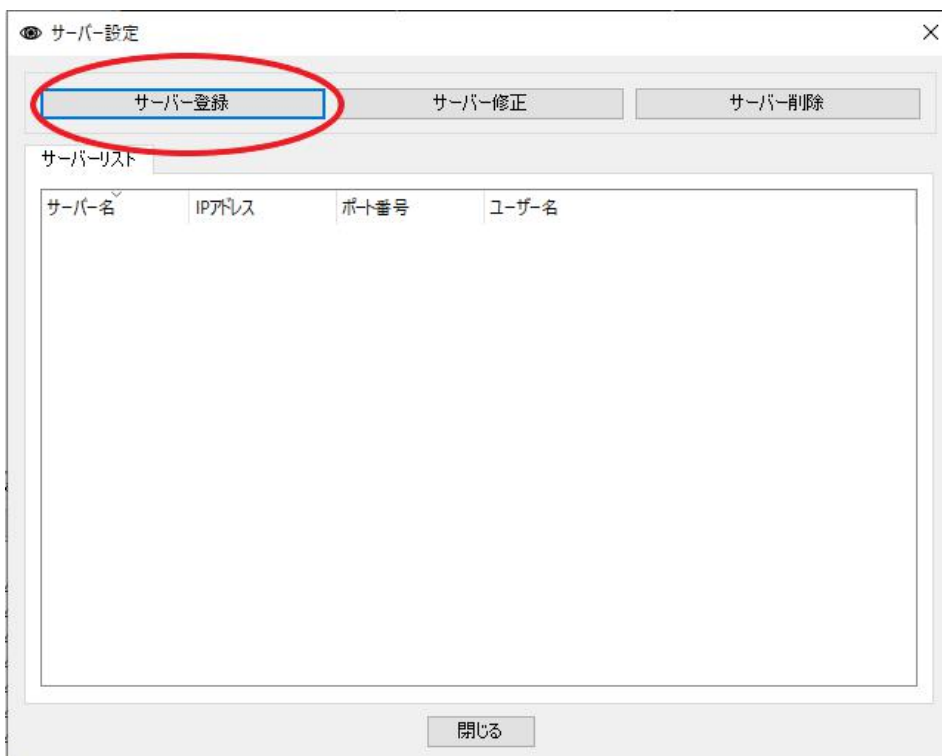 サーバー設定
サーバー登録 サーバー修正 サーバー削除
サーバーリスト
サーバー名 IPアドレス ポート番号 ユーザー名
閉じる